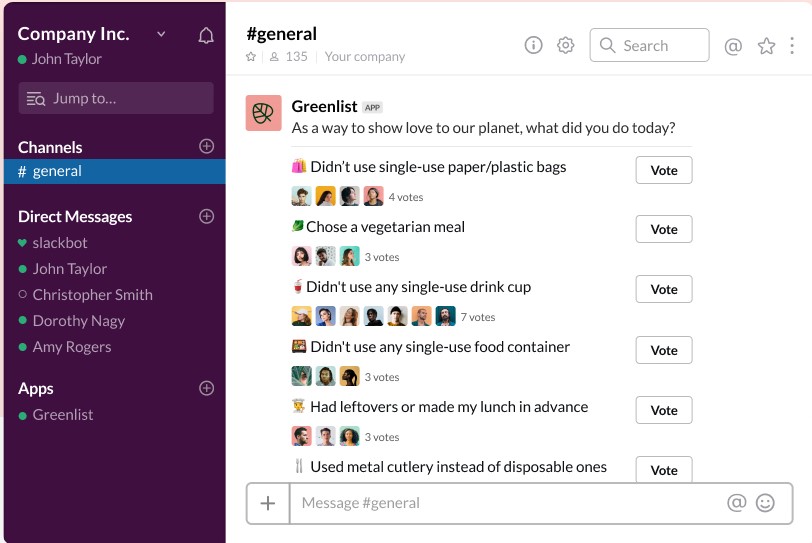 Company Inc.
John Taylor
Jump to...
Channels
# general
Direct Messages
slackbot
John Taylor
Christopher Smith
Dorothy Nagy
Amy Rogers
Apps
Greenlist
#general
135 | Your company
Search
Greenlist APP
As a way to show love to our planet, what did you do today?
Didn’t use single-use paper/plastic bags
Vote
4 votes
Chose a vegetarian meal
Vote
3 votes
Didn't use any single-use drink cup
Vote
7 votes
Didn't use any single-use food container
Vote
3 votes
Had leftovers or made my lunch in advance
Vote
3 votes
Used metal cutlery instead of disposable ones
Vote
Message #general